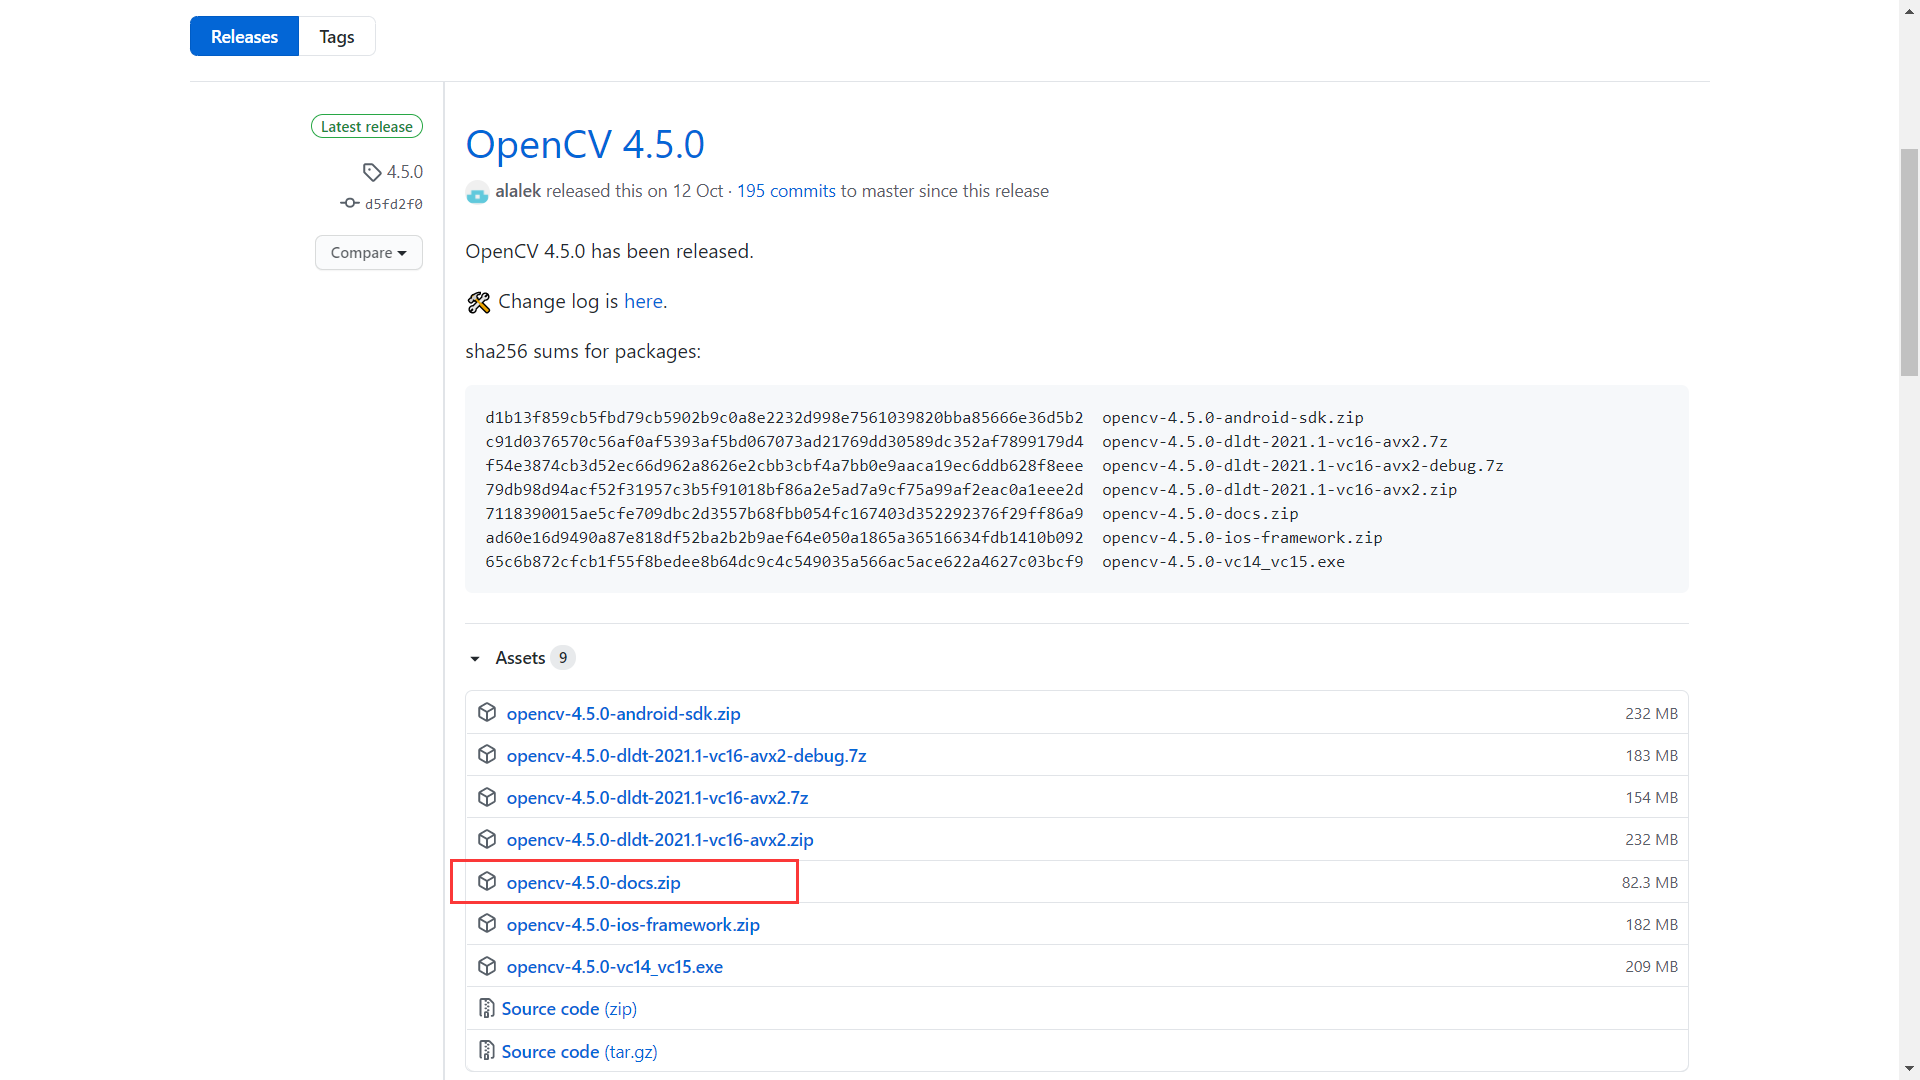 Releases Tags
Latest release
4.5.0
d5fd2f0
Compare
OpenCV 4.5.0
alalek released this on 12 Oct · 195 commits to master since this release
OpenCV 4.5.0 has been released.
Change log is here.
sha256 sums for packages:
d1b13f859cb5fbd79cb5902b9c0a8e2232d998e7561039820bba85666e36d5b2 opencv-4.5.0-android-sdk.zip
c91d0376570c56af0af5393af5bd067073ad21769dd30589dc352af7899179d4 opencv-4.5.0-dldt-2021.1-vc16-avx2.7z
f54e3874cb3d52ec66d962a8626e2cbb3cbf4a7bb0e9aaca19ec6ddb628f8eee opencv-4.5.0-dldt-2021.1-vc16-avx2-debug.7z
79db98d94acf52f31957c3b5f91018bf86a2e5ad7a9cf75a99af2eac0a1eee2d opencv-4.5.0-dldt-2021.1-vc16-avx2.zip
7118390015ae5cfe709dbc2d3557b68fbb054fc167403d352292376f29ff86a9 opencv-4.5.0-docs.zip
ad60e16d9490a87e818df52ba2b2b9aef64e050a1865a36516634fdb1410b092 opencv-4.5.0-ios-framework.zip
65c6b872cfcb1f55f8bedee8b64dc9c4c549035a566ac5ace622a4627c03bcf9 opencv-4.5.0-vc14_vc15.exe
Assets 9
opencv-4.5.0-android-sdk.zip 232 MB
opencv-4.5.0-dldt-2021.1-vc16-avx2-debug.7z 183 MB
opencv-4.5.0-dldt-2021.1-vc16-avx2.7z 154 MB
opencv-4.5.0-dldt-2021.1-vc16-avx2.zip 232 MB
opencv-4.5.0-docs.zip 82.3 MB
opencv-4.5.0-ios-framework.zip 182 MB
opencv-4.5.0-vc14_vc15.exe 209 MB
Source code (zip)
Source code (tar.gz)